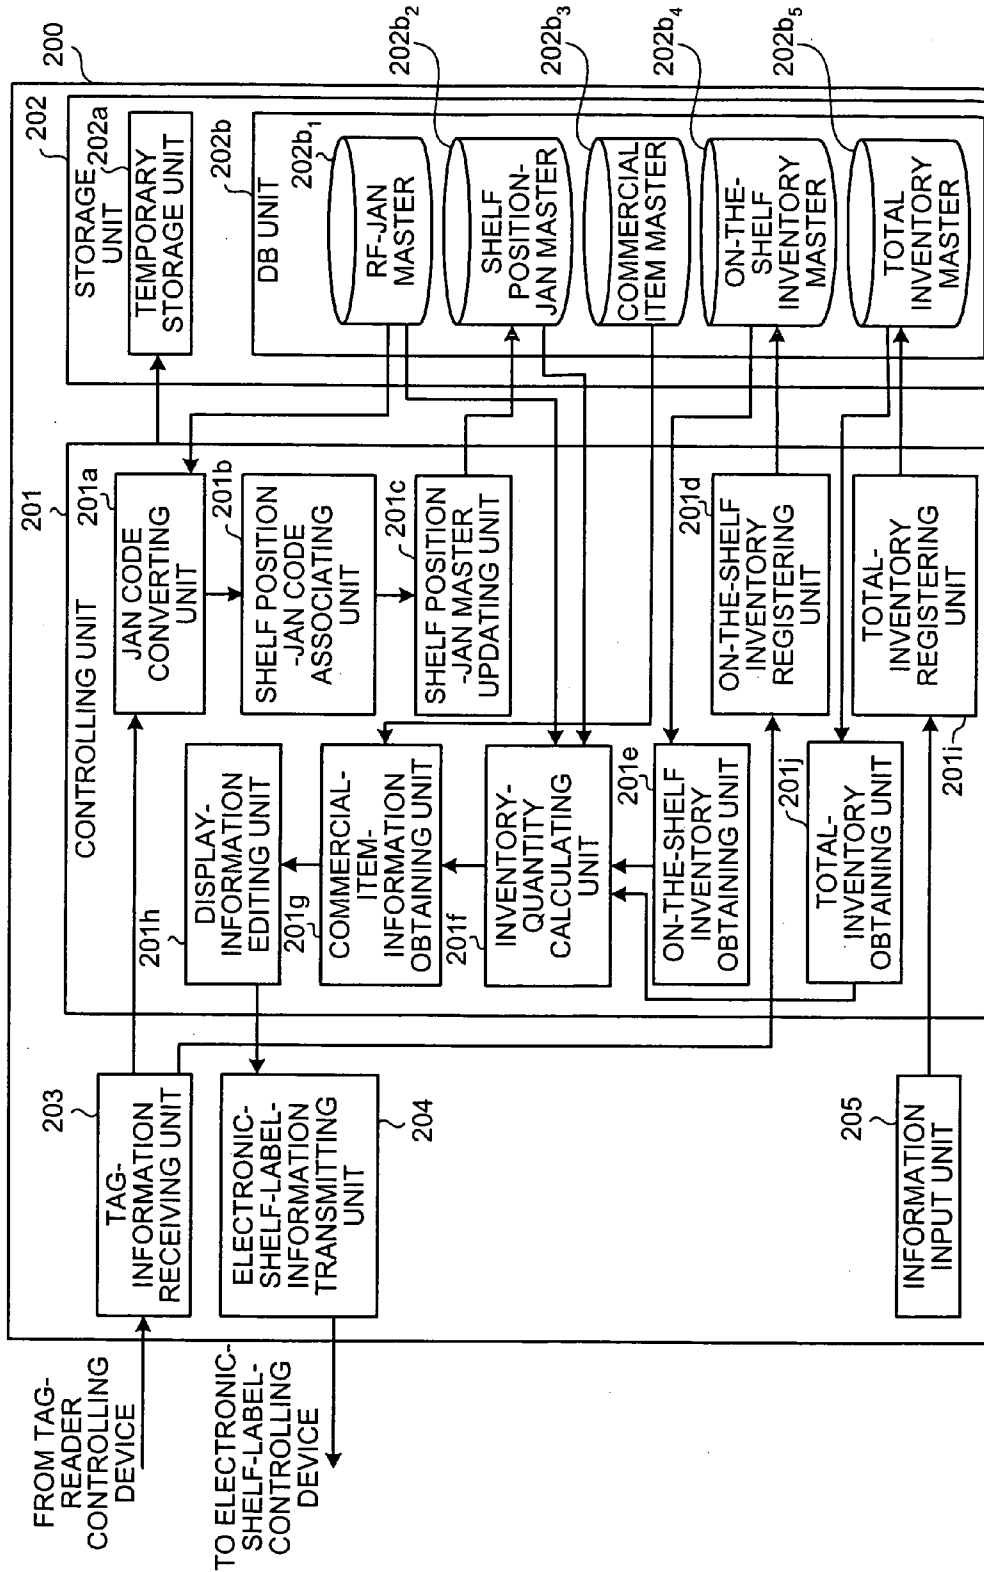 200
202
STORAGE
UNIT
202a
TEMPORARY
STORAGE UNIT
202b
DB UNIT
202b1
RF-JAN
MASTER
202b2
SHELF
POSITION-
JAN MASTER
202b3
COMMERCIAL
ITEM MASTER
202b4
ON-THE-
SHELF
INVENTORY
MASTER
202b5
TOTAL
INVENTORY
MASTER
201
CONTROLLING UNIT
201a
JAN CODE
CONVERTING
UNIT
201b
SHELF POSITION
-JAN CODE
ASSOCIATING
UNIT
201c
SHELF POSITION
-JAN MASTER
UPDATING UNIT
201d
ON-THE-SHELF
INVENTORY
REGISTERING
UNIT
TOTAL-
INVENTORY
REGISTERING
UNIT
201i
201h
DISPLAY-
INFORMATION
EDITING UNIT
201g
COMMERCIAL-
ITEM-
INFORMATION
OBTAINING UNIT
201f
INVENTORY-
QUANTITY
CALCULATING
UNIT
201e
ON-THE-SHELF
INVENTORY
OBTAINING UNIT
201j
TOTAL-
INVENTORY
OBTAINING UNIT
203
TAG-
INFORMATION
RECEIVING UNIT
204
ELECTRONIC-
SHELF-LABEL-
INFORMATION
TRANSMITTING
UNIT
205
INFORMATION
INPUT UNIT
FROM TAG-
READER
CONTROLLING
DEVICE
TO ELECTRONIC-
SHELF-LABEL-
CONTROLLING
DEVICE